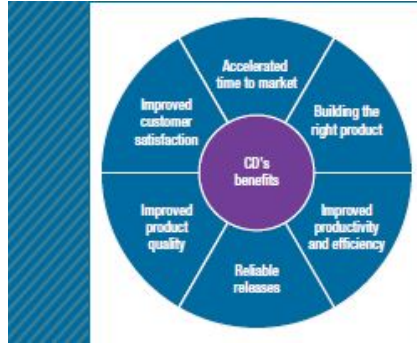 Accelerated
time to market
Building the
right product
Improved
productivity
and efficiency
Reliable
releases
Improved
product
quality
Improved
customer
satisfaction
CD's
benefits